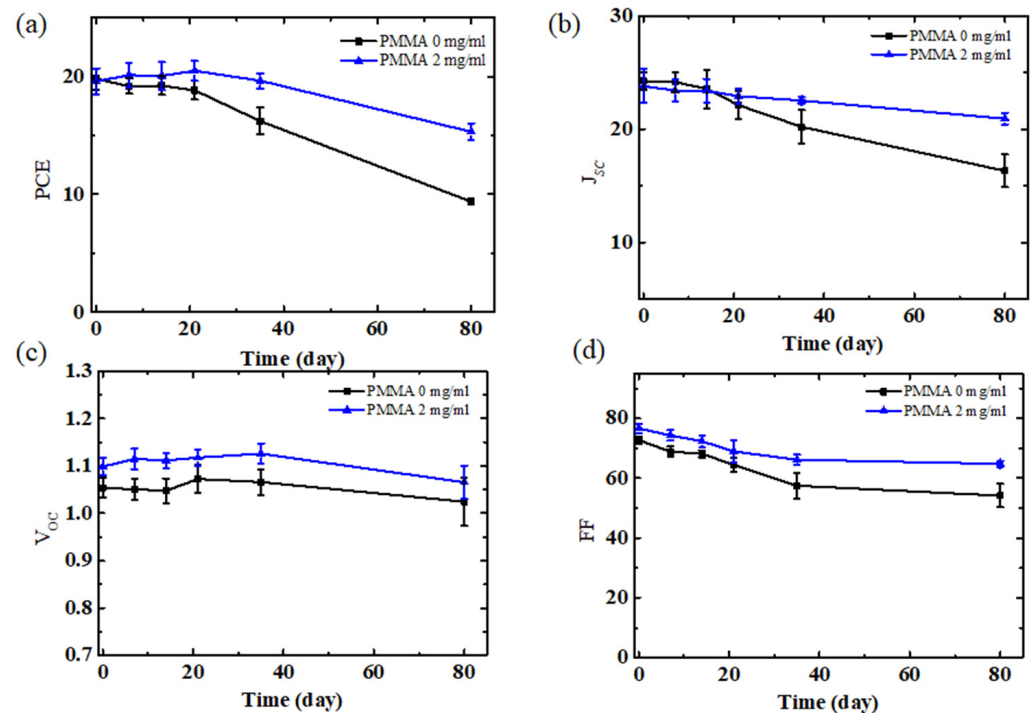 (a)
PMMA 0 mg/ml
PMMA 2 mg/ml
20
10
0
PCE
0 20 40 60 80
Time (day)
(b)
PMMA 0 mg/ml
PMMA 2 mg/ml
30
20
10
JSC
0 20 40 60 80
Time (day)
(c)
PMMA 0 mg/ml
PMMA 2 mg/ml
1.3
1.2
1.1
1.0
0.9
0.8
0.7
VOC
0 20 40 60 80
Time (day)
(d)
PMMA 0 mg/ml
PMMA 2 mg/ml
80
60
40
20
0
FF
0 20 40 60 80
Time (day)